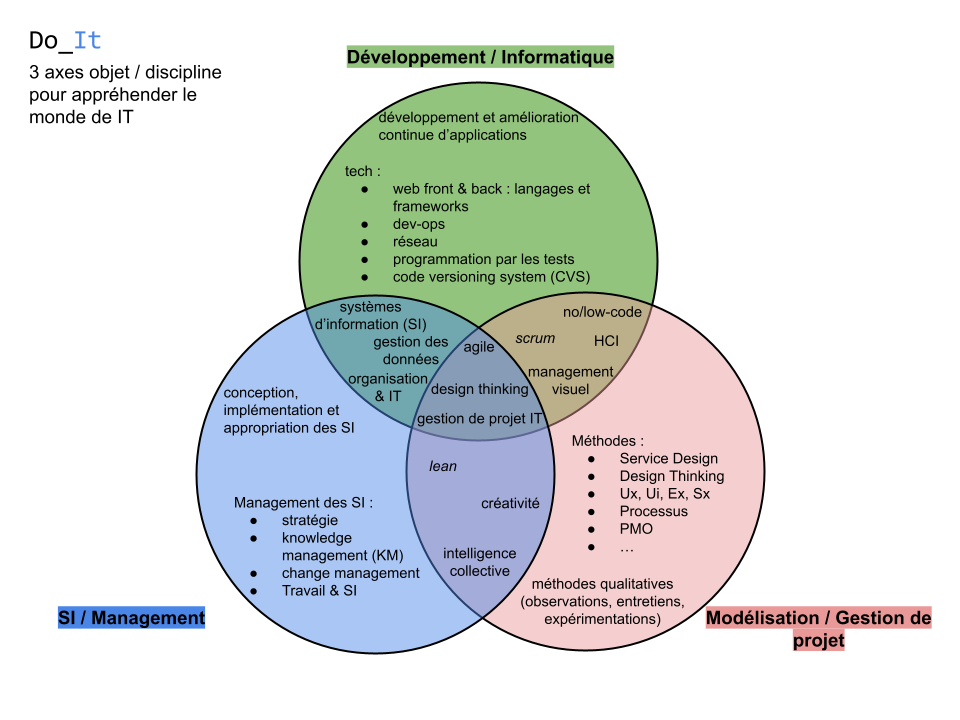 Do_It
3 axes objet / discipline
pour appréhender le
monde de IT
Développement / Informatique
développement et amélioration
continue d'applications
tech :
● web front & back : langages et
frameworks
● dev-ops
● réseau
● programmation par les tests
● code versioning system (CVS)
systèmes
d'information (SI)
gestion des
données
organisation
& IT
agile
design thinking
gestion de projet IT
scrum
no/low-code
HCI
management
visuel
conception,
implémentation et
appropriation des SI
Management des SI :
● stratégie
● knowledge
management (KM)
● change management
● Travail & SI
lean
créativité
intelligence
collective
Méthodes :
● Service Design
● Design Thinking
● Ux, Ui, Ex, Sx
● Processus
● PMO
● …
méthodes qualitatives
(observations, entretiens,
expérimentations)
SI / Management
Modélisation / Gestion de
projet